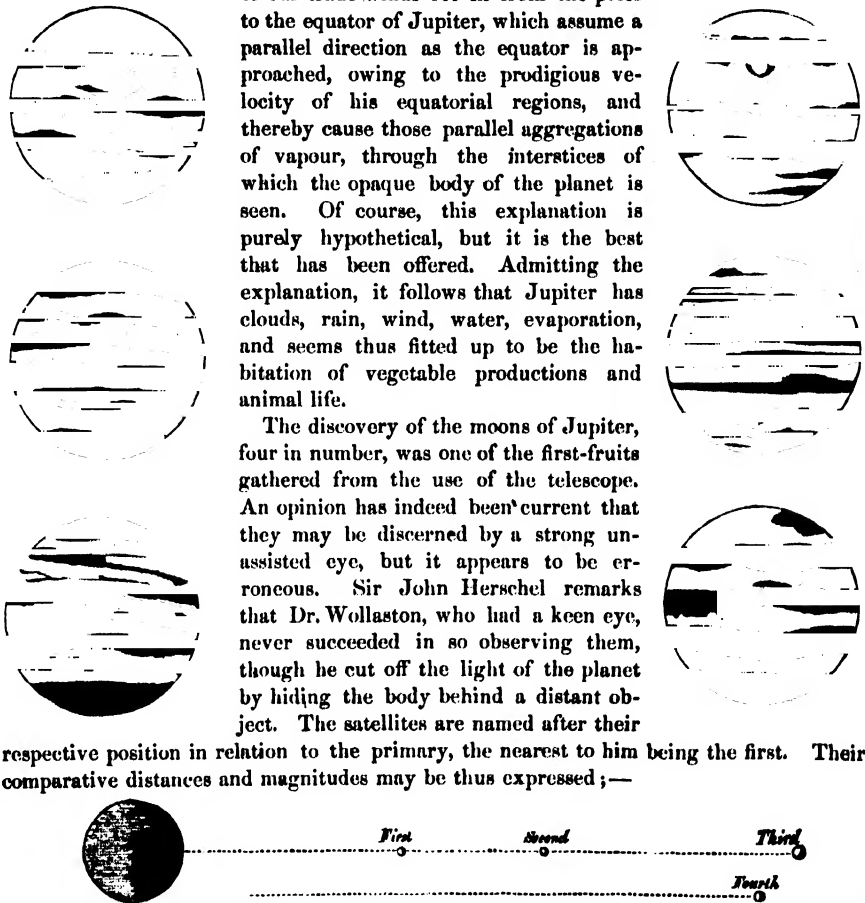 to the equator of Jupiter, which assume a
parallel direction as the equator is ap-
proached, owing to the prodigious ve-
locity of his equatorial regions, and
thereby cause those parallel aggregations
of vapour, through the interstices of
which the opaque body of the planet is
seen. Of course, this explanation is
purely hypothetical, but it is the best
that has been offered. Admitting the
explanation, it follows that Jupiter has
clouds, rain, wind, water, evaporation,
and seems thus fitted up to be the ha-
bitation of vegetable productions and
animal life.
The discovery of the moons of Jupiter,
four in number, was one of the first-fruits
gathered from the use of the telescope.
An opinion has indeed been current that
they may be discerned by a strong un-
assisted eye, but it appears to be er-
roneous. Sir John Herschel remarks
that Dr. Wollaston, who had a keen eye,
never succeeded in so observing them,
though he cut off the light of the planet
by hiding the body behind a distant ob-
ject. The satellites are named after their
respective position in relation to the primary, the nearest to him being the first. Their
comparative distances and magnitudes may be thus expressed;—
First Second Third
Fourth